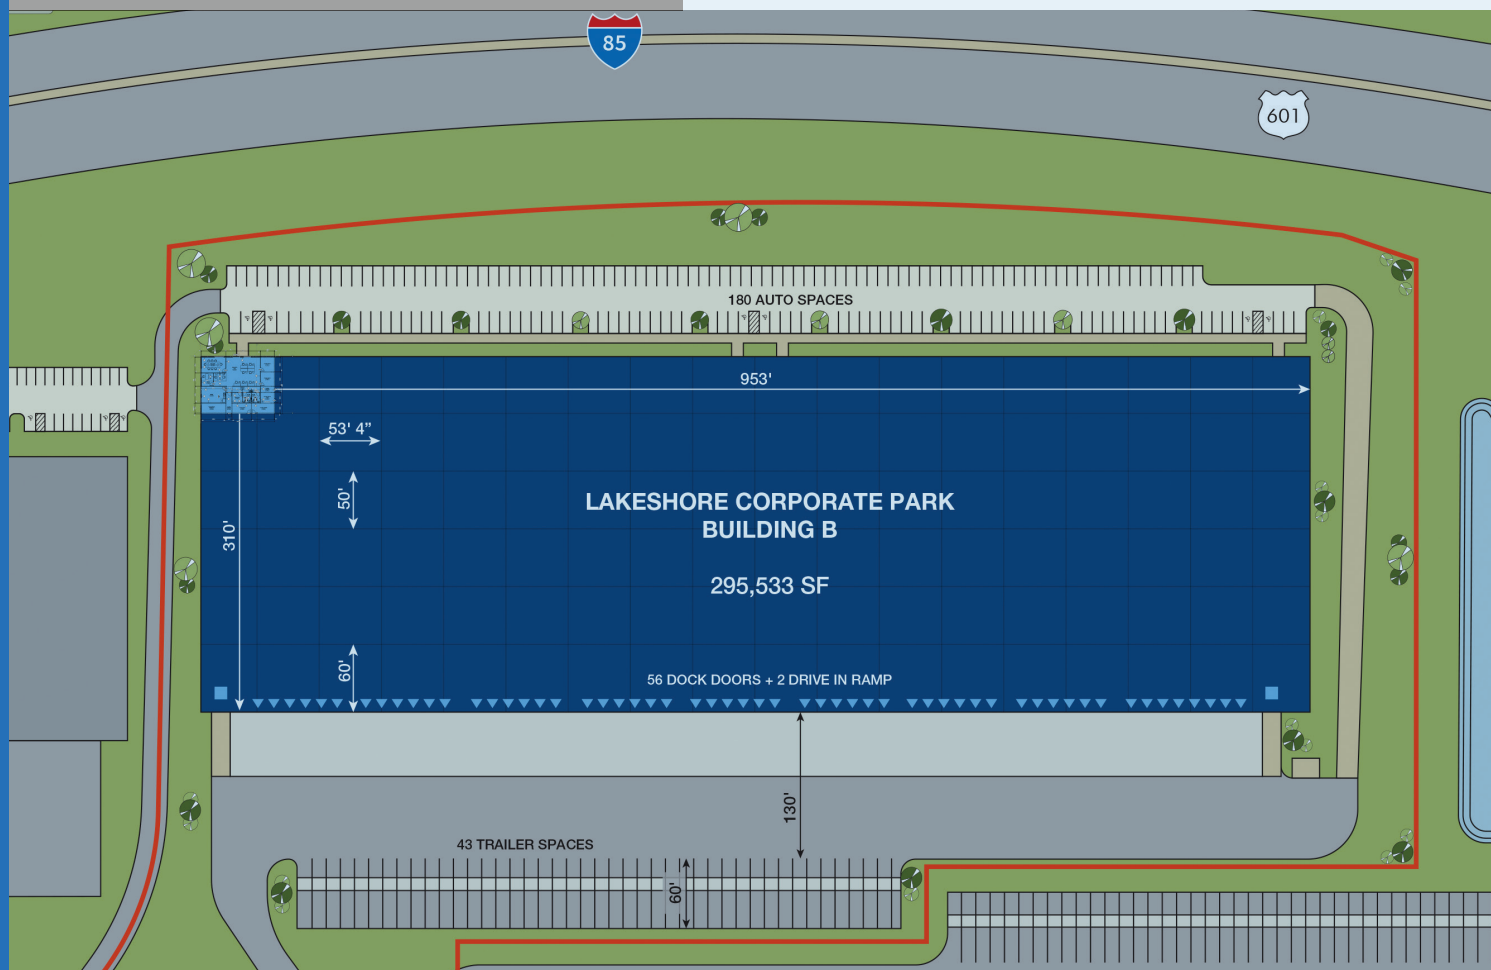 85
601
180 AUTO SPACES
953'
53' 4"
50'
310'
LAKESHORE CORPORATE PARK
BUILDING B
295,533 SF
60'
56 DOCK DOORS + 2 DRIVE IN RAMP
130'
43 TRAILER SPACES
60'